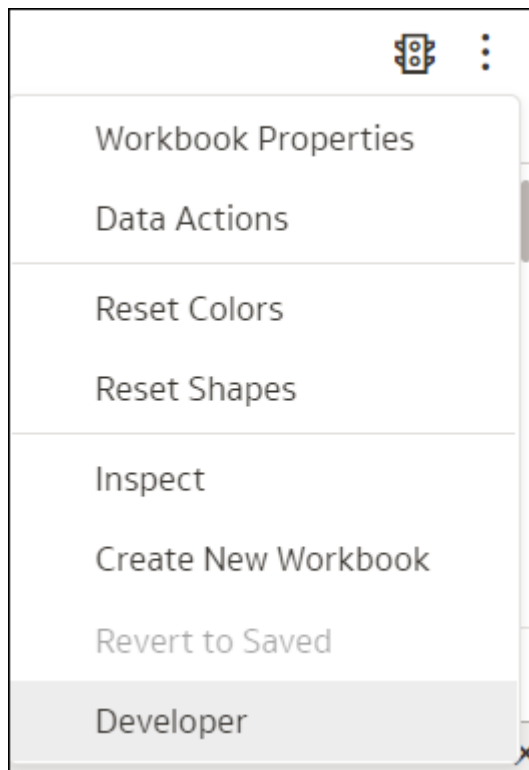 Workbook Properties
Data Actions
Reset Colors
Reset Shapes
Inspect
Create New Workbook
Revert to Saved
Developer